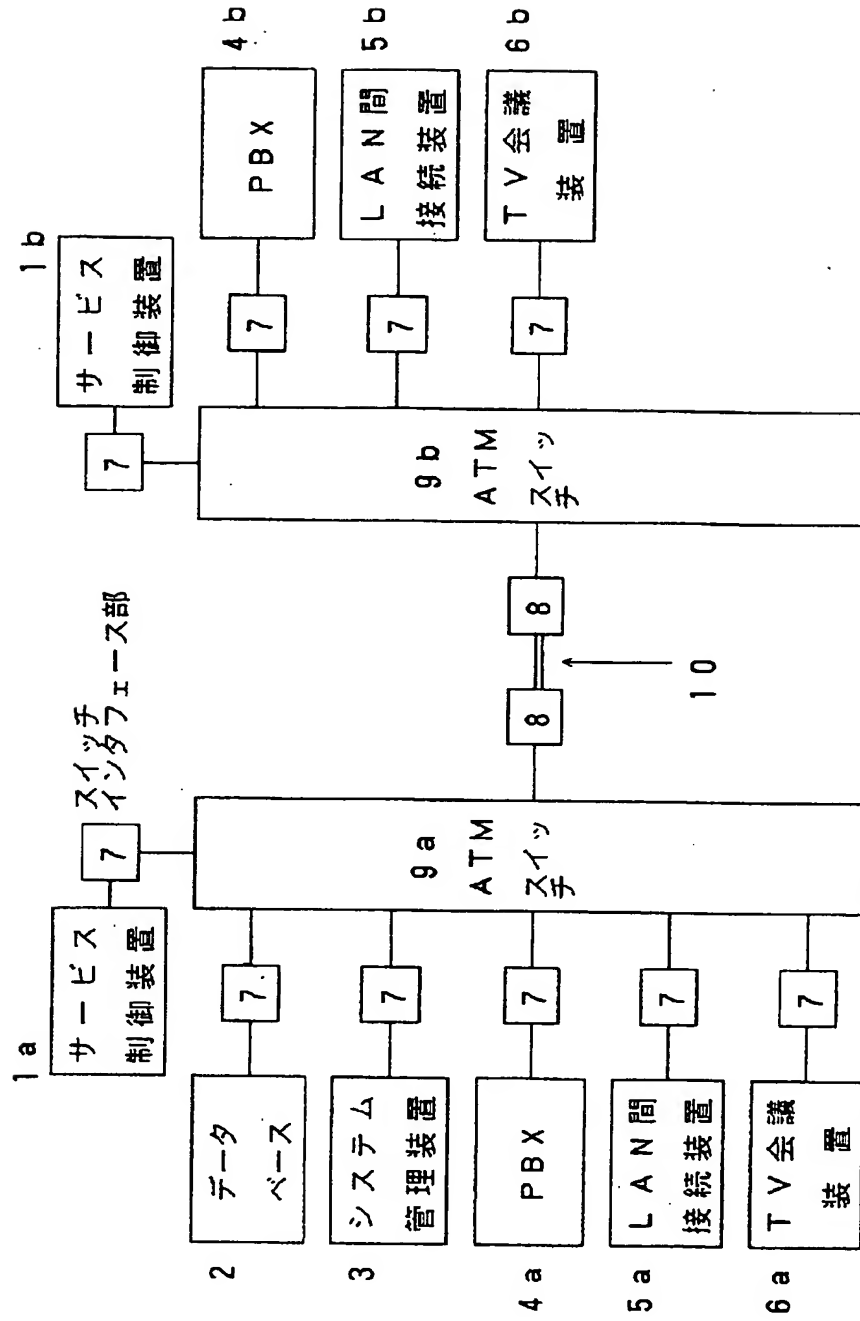 1a
サービス
制御装置
7
スイッチ
インタフェース部
1b
サービス
制御装置
7
2
データ
ベース
7
3
システム
管理装置
7
4a
PBX
7
5a
LAN間
接続装置
7
6a
TV会議
装置
7
9a
ATM
スイッ
チ
8
8
10
9b
ATM
スイッ
チ
7
PBX
4b
7
LAN間
接続装置
5b
7
TV会議
装置
6b